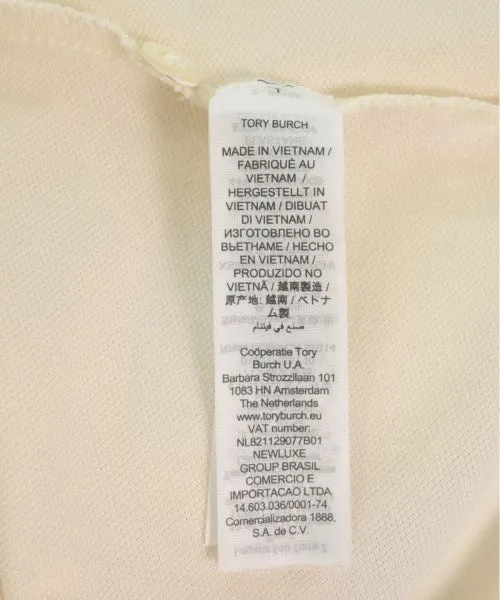 TORY BURCH
MADE IN VIETNAM /
FABRIQUÉ AU
VIETNAM /
HERGESTELLT IN
VIETNAM / DIBUAT
DI VIETNAM /
ИЗГОТОВЛЕНО ВО
ВЬЕТНАМЕ / HECHO
EN VIETNAM /
PRODUZIDO NO
VIETNÃ / 越南製造 /
原产地: 越南 / ベトナ
ム製
صنع في فيتنام
Coöperatie Tory
Burch U.A.
Barbara Strozzilaan 101
1083 HN Amsterdam
The Netherlands
www.toryburch.eu
VAT number:
NL821129077B01
NEWLUXE
GROUP BRASIL
COMERCIO E
IMPORTACAO LTDA
14.603.036/0001-74
Comercializadora 1888,
S.A. de C.V.